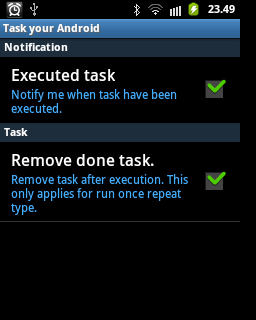 23.49
Task your Android
Notification
Executed task
Notify me when task have been
executed.
Task
Remove done task.
Remove task after execution. This
only applies for run once repeat
type.